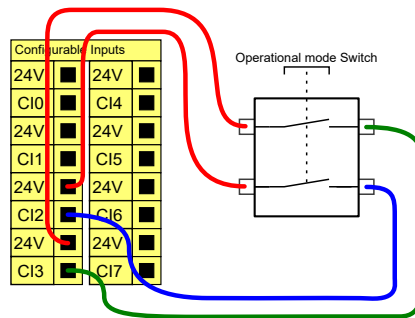 Configurable Inputs
Operational mode Switch
24V 24V
CI0 CI4
24V 24V
CI1 CI5
24V 24V
CI2 CI6
24V 24V
CI3 CI7